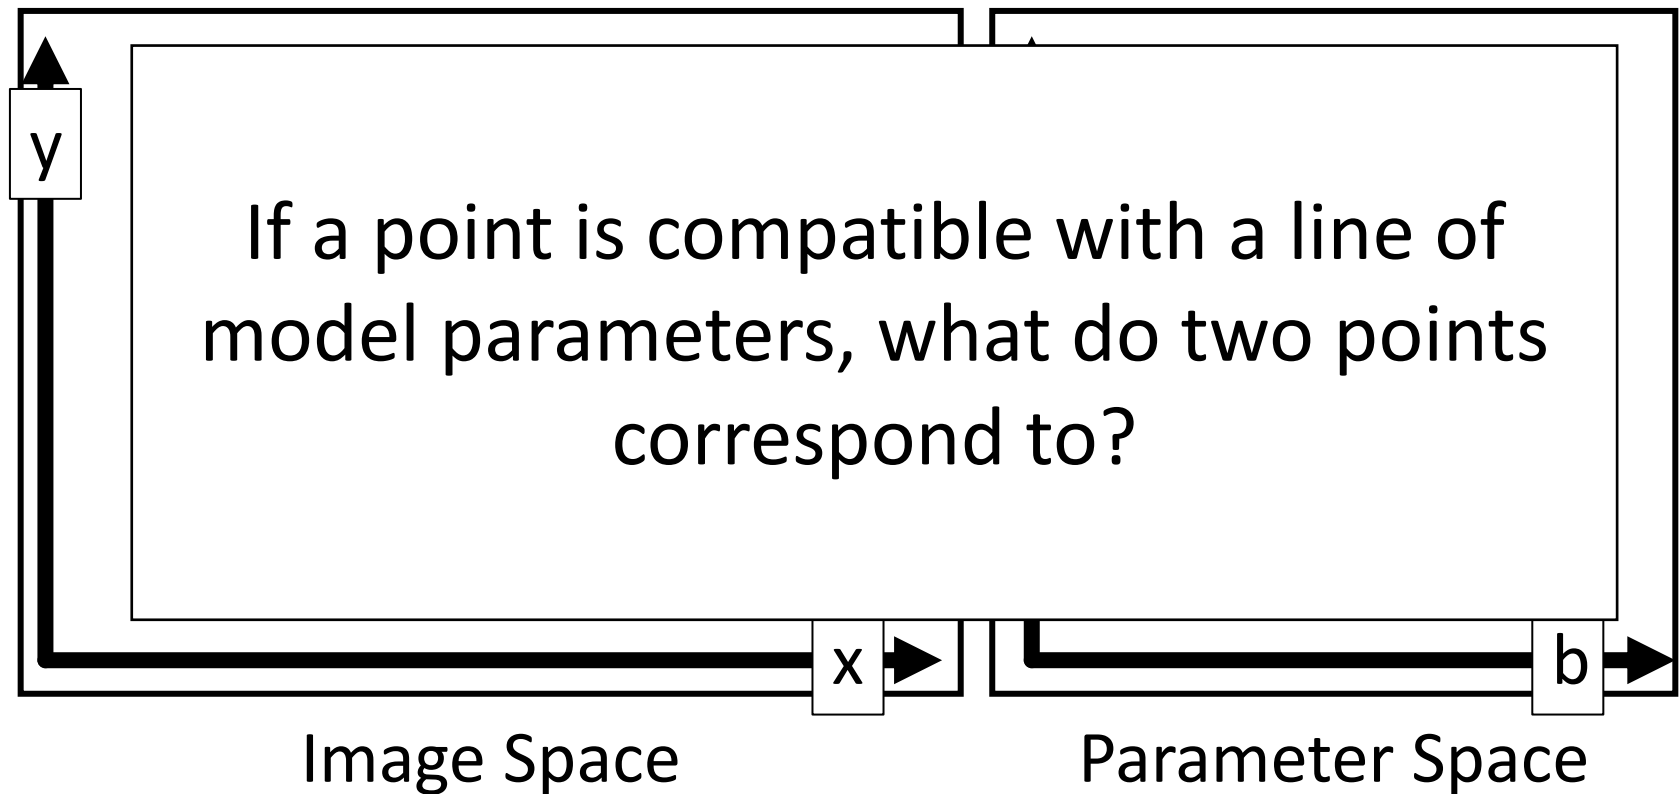 y
If a point is compatible with a line of
model parameters, what do two points
correspond to?
x
b
Image Space
Parameter Space